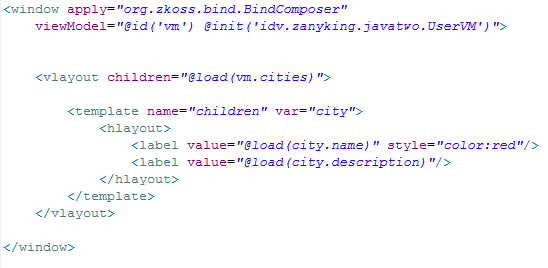 <window apply="org.zkoss.bind.BindComposer"
    viewModel="@id('vm') @init('idv.zanyking.javatwo.UserVM')">
    <vlayout children="@load(vm.cities)">
        <template name="children" var="city">
            <hlayout>
                <label value="@load(city.name)" style="color:red"/>
                <label value="@load(city.description)"/>
            </hlayout>
        </template>
    </vlayout>
</window>